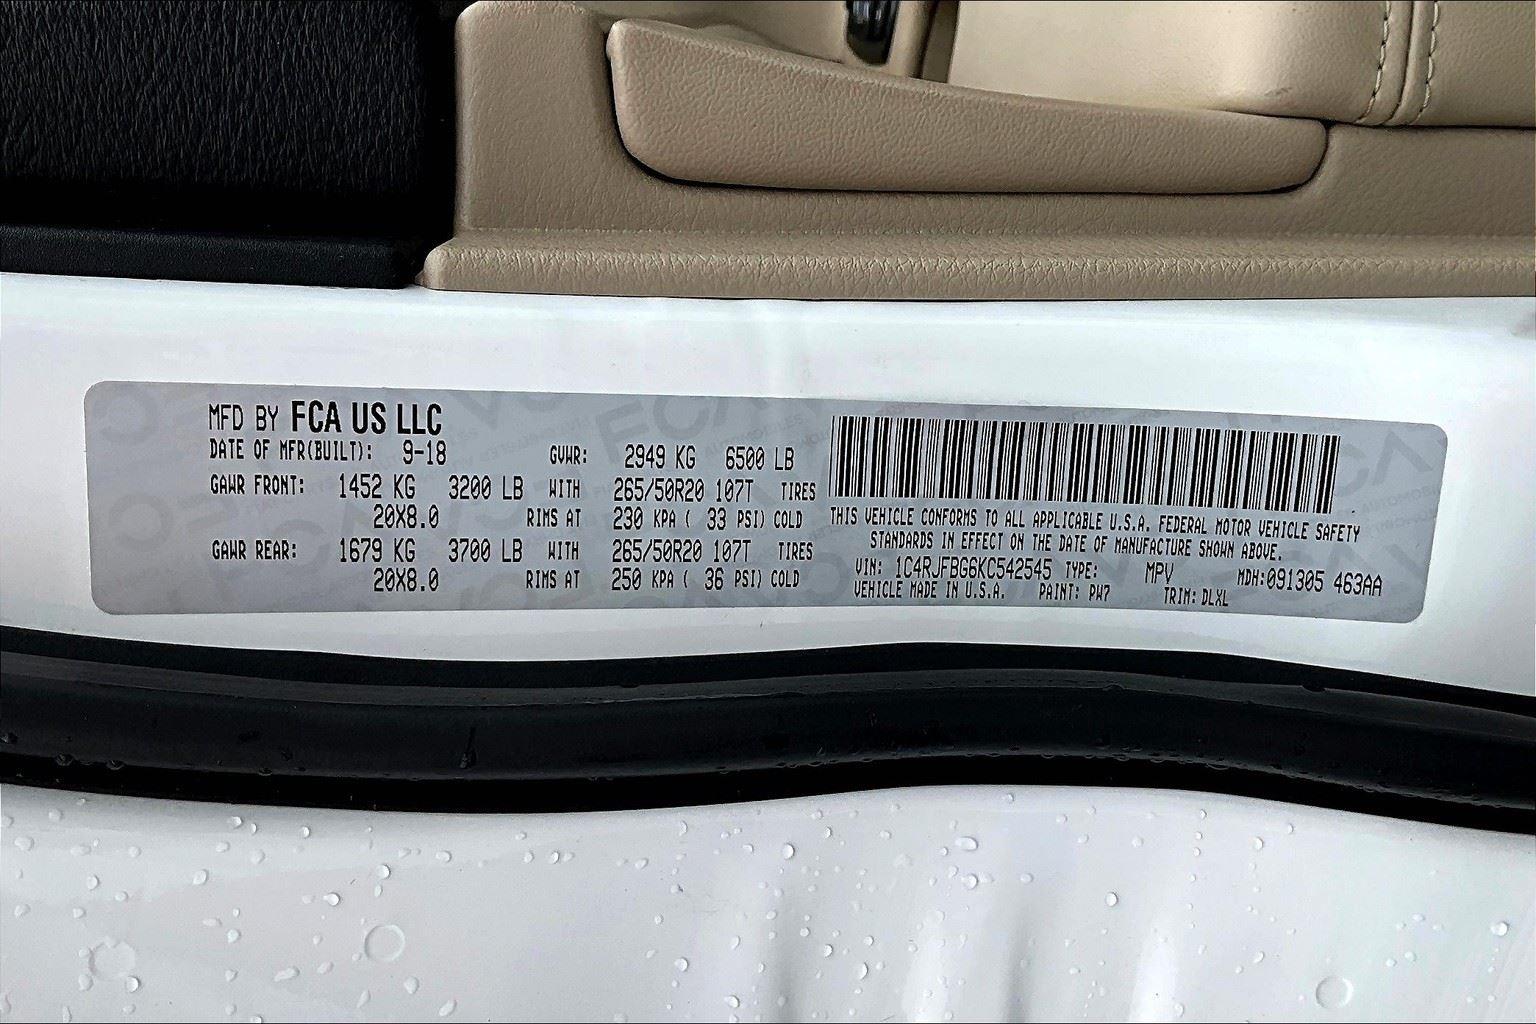 MFD BY FCA US LLC
DATE OF MFR(BUILT): 9-18 GVWR: 2949 KG 6500 LB
GAWR FRONT: 1452 KG 3200 LB WITH 265/50R20 107T TIRES
20X8.0 RIMS AT 230 KPA ( 33 PSI) COLD
GAWR REAR: 1679 KG 3700 LB WITH 265/50R20 107T TIRES
20X8.0 RIMS AT 250 KPA ( 36 PSI) COLD
THIS VEHICLE CONFORMS TO ALL APPLICABLE U.S.A. FEDERAL MOTOR VEHICLE SAFETY
STANDARDS IN EFFECT ON THE DATE OF MANUFACTURE SHOWN ABOVE.
VIN: 1C4RJFBG6KC542545 TYPE: MPV MDH:091305 463AA
VEHICLE MADE IN U.S.A. PAINT: PW7 TRIM: DLXL